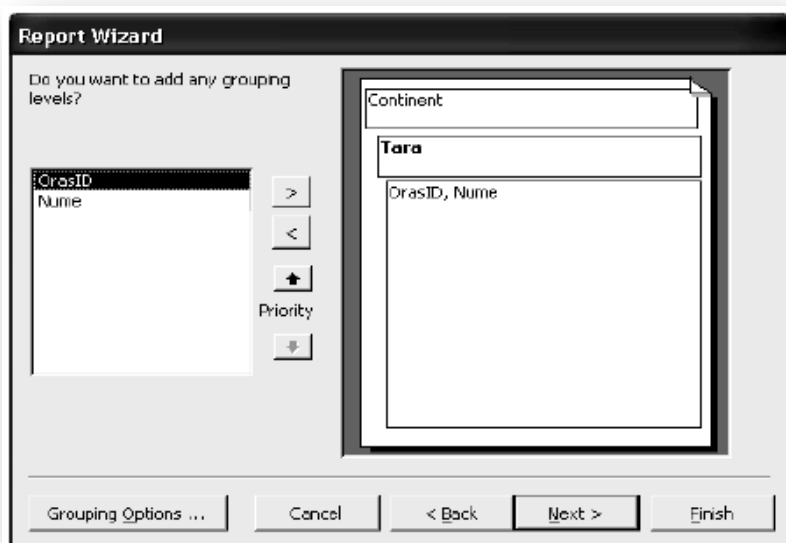 Report Wizard
Do you want to add any grouping
levels?
OrasID
Nume
>
<
Priority
Continent
Tara
OrasID, Nume
Grouping Options ...
Cancel
< Back
Next >
Finish